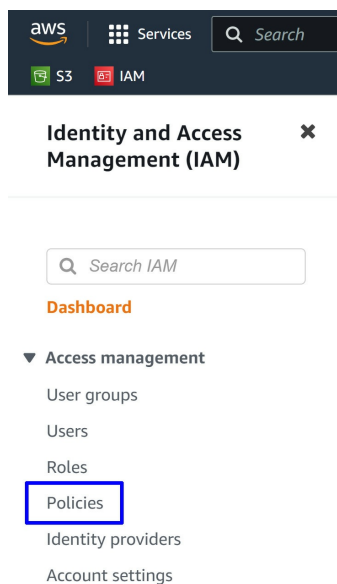 aws
Services
Search
S3
IAM
Identity and Access
Management (IAM)
Search IAM
Dashboard
Access management
User groups
Users
Roles
Policies
Identity providers
Account settings